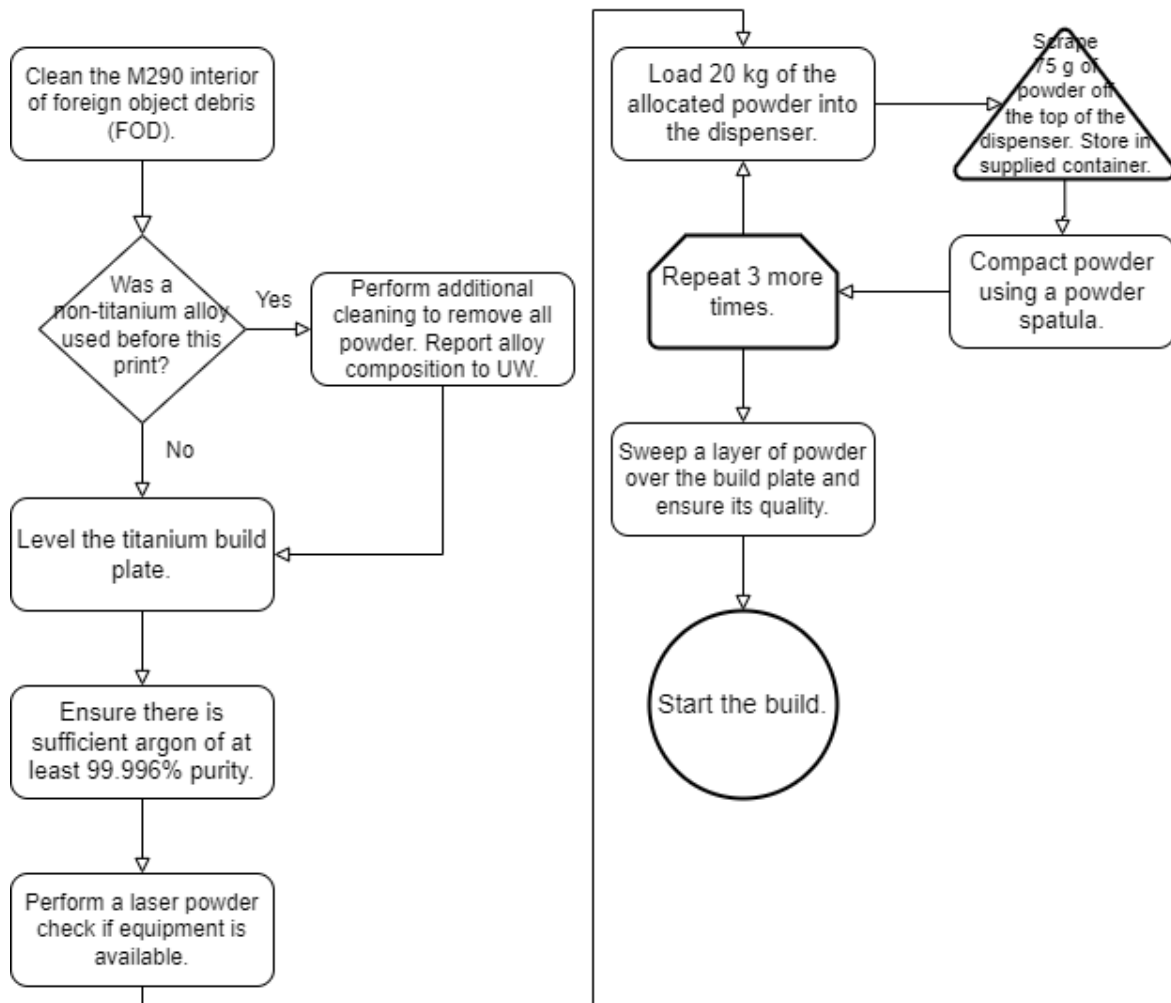 Clean the M290 interior
of foreign object debris
(FOD).
Was a
non-titanium alloy
used before this
print?
Yes
Perform additional
cleaning to remove all
powder. Report alloy
composition to UW.
No
Level the titanium build
plate.
Ensure there is
sufficient argon of at
least 99.996% purity.
Perform a laser powder
check if equipment is
available.
Load 20 kg of the
allocated powder into
the dispenser.
Scrape
75 g of
powder off
the top of the
dispenser. Store in
supplied container.
Compact powder
using a powder
spatula.
Repeat 3 more
times.
Sweep a layer of powder
over the build plate and
ensure its quality.
Start the build.